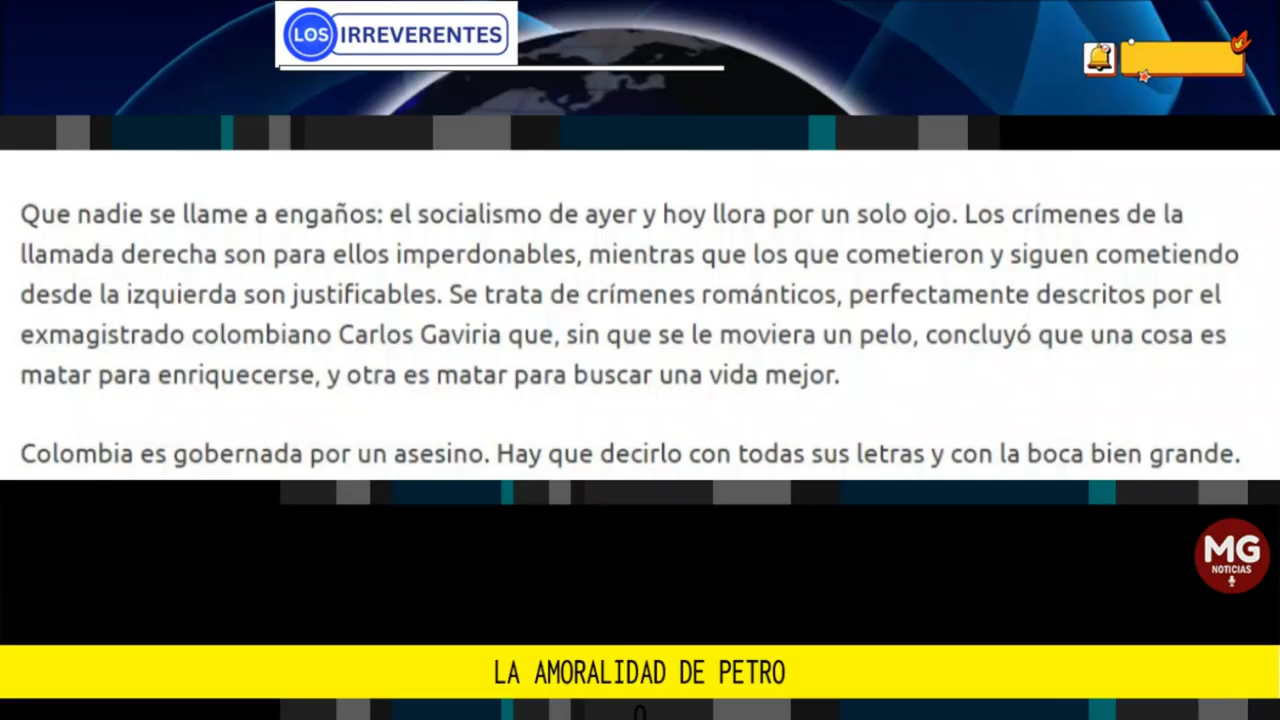 LOS IRREVERENTES
Que nadie se llame a engaños: el socialismo de ayer y hoy llora por un solo ojo. Los crímenes de la
llamada derecha son para ellos imperdonables, mientras que los que cometieron y siguen cometiendo
desde la izquierda son justificables. Se trata de crímenes románticos, perfectamente descritos por el
exmagistrado colombiano Carlos Gaviria que, sin que se le moviera un pelo, concluyó que una cosa es
matar para enriquecerse, y otra es matar para buscar una vida mejor.
Colombia es gobernada por un asesino. Hay que decirlo con todas sus letras y con la boca bien grande.
MG
NOTICIAS
LA AMORALIDAD DE PETRO